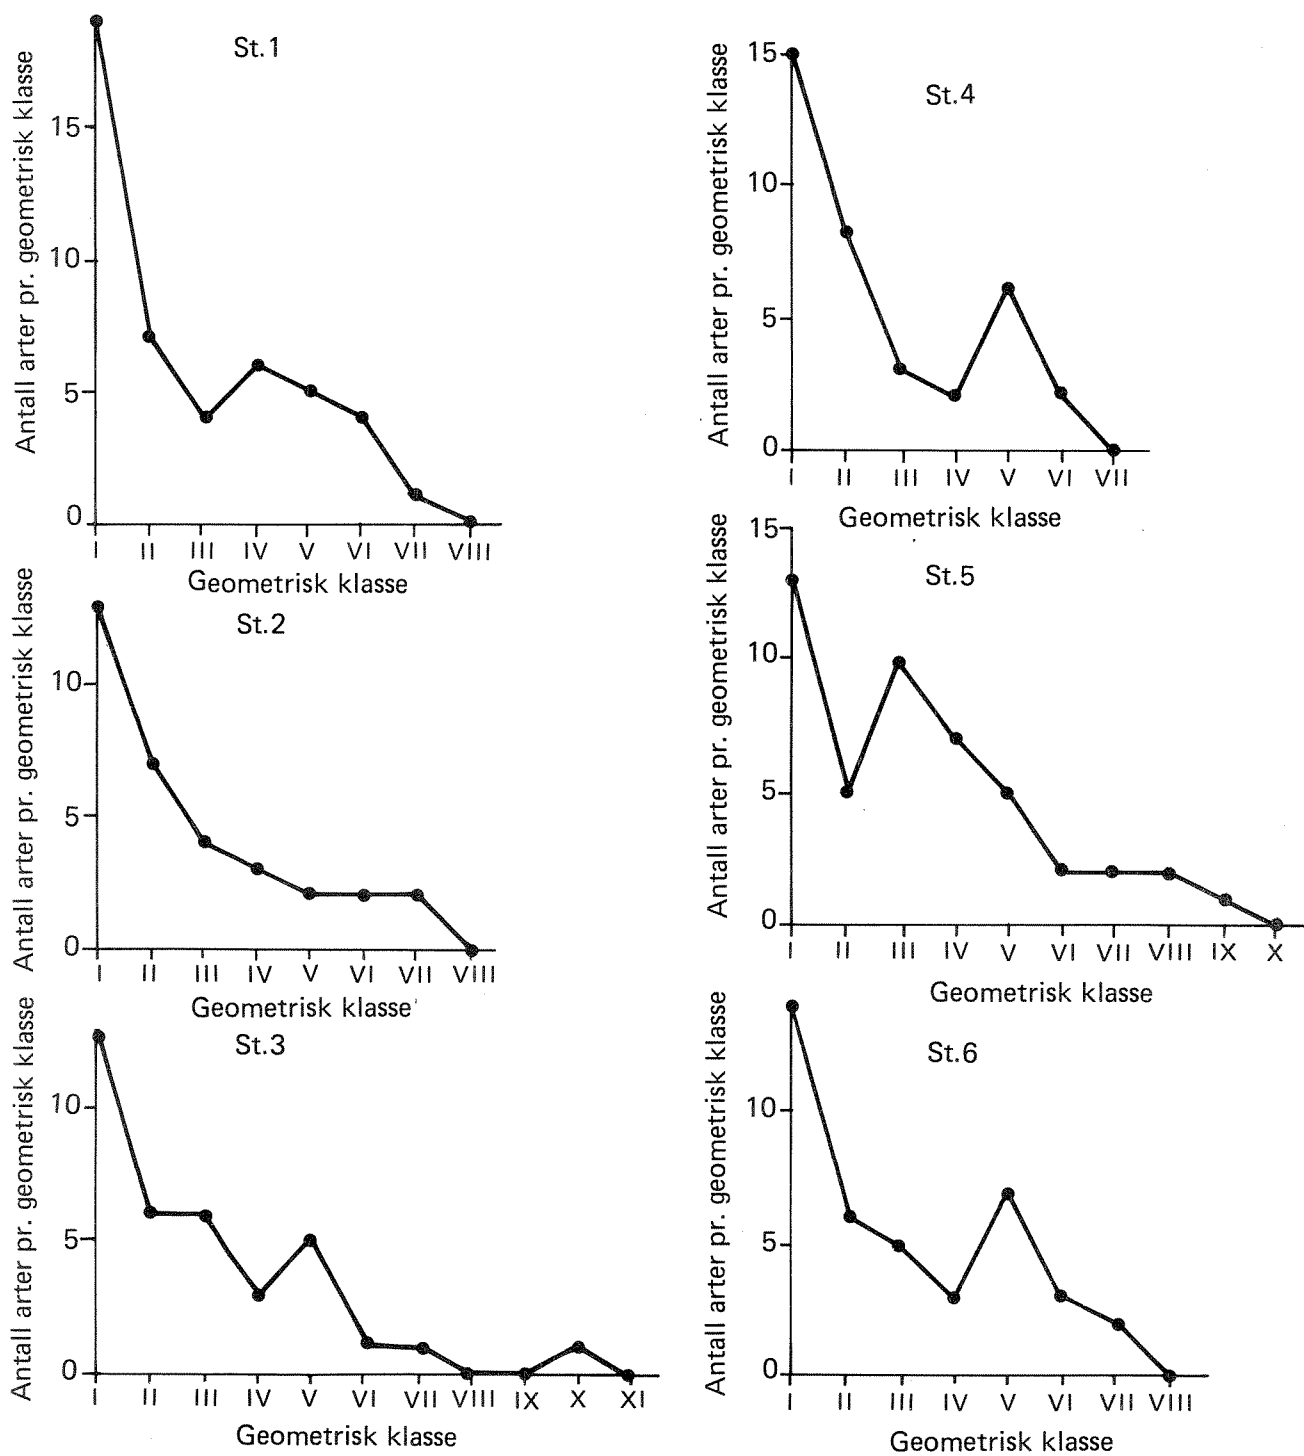 St.1
Antall arter pr. geometrisk klasse
15
10
5
0
I II III IV V VI VII VIII
Geometrisk klasse
St.2
Antall arter pr. geometrisk klasse
10
5
0
I II III IV V VI VII VIII
Geometrisk klasse
St.3
Antall arter pr. geometrisk klasse
10
5
0
I II III IV V VI VII VIII IX X XI
Geometrisk klasse
St.4
Antall arter pr. geometrisk klasse
15
10
5
0
I II III IV V VI VII
Geometrisk klasse
St.5
Antall arter pr. geometrisk klasse
15
10
5
0
I II III IV V VI VII VIII IX X
Geometrisk klasse
St.6
Antall arter pr. geometrisk klasse
10
5
0
I II III IV V VI VII VIII
Geometrisk klasse